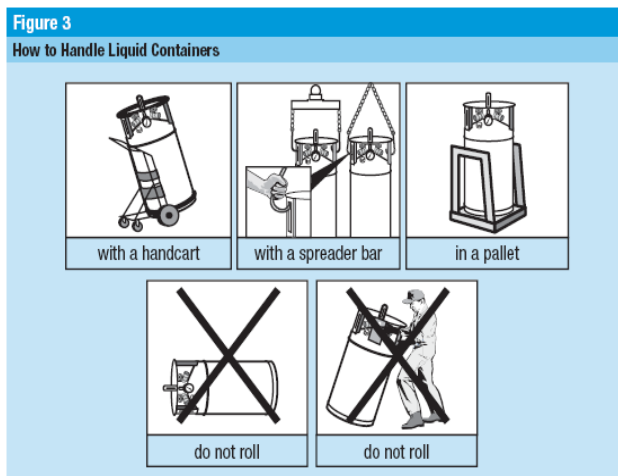 Figure 3
How to Handle Liquid Containers
with a handcart
with a spreader bar
in a pallet
do not roll
do not roll